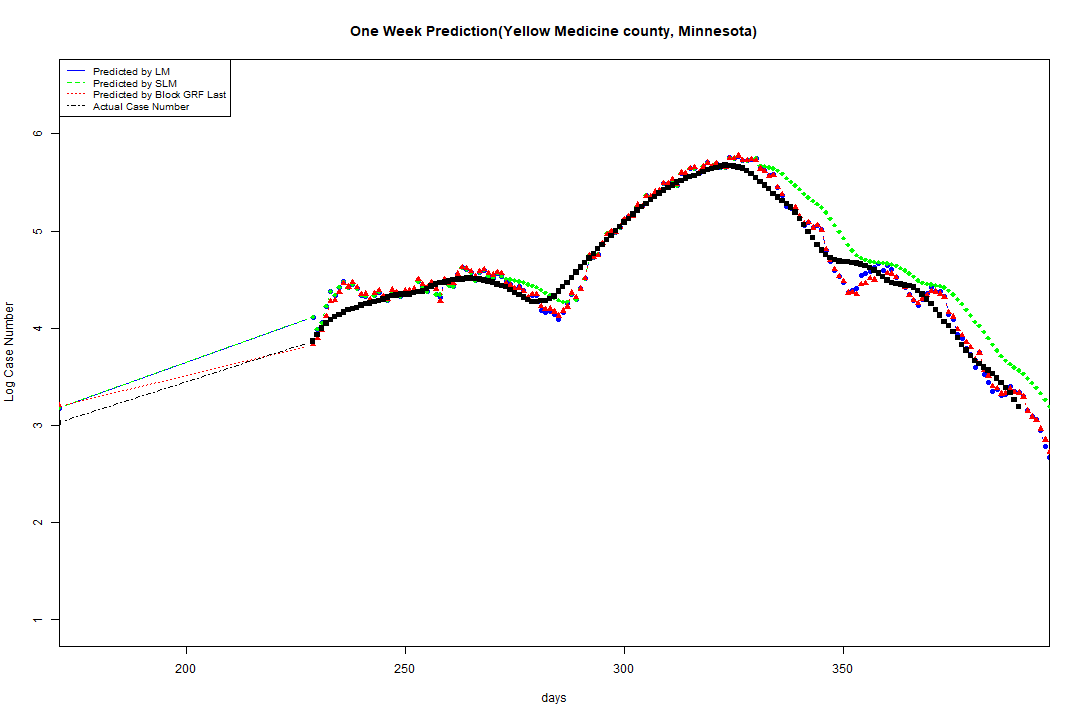 One Week Prediction(Yellow Medicine county, Minnesota)
Predicted by LM
Predicted by SLM
Predicted by Block GRF Last
Actual Case Number
6
5
4
3
2
1
Log Case Number
200 250 300 350
days